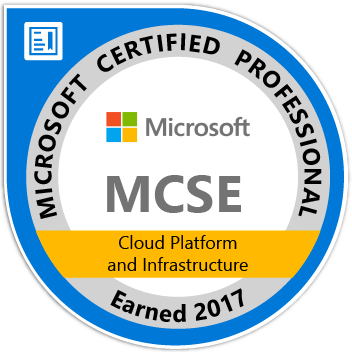 MICROSOFT CERTIFIED PROFESSIONAL
Microsoft
MCSE
Cloud Platform
and Infrastructure
Earned 2017